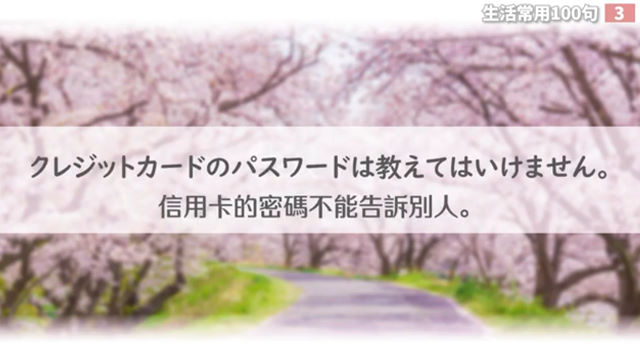 生活常用100句 3
クレジットカードのパスワードは教えてはいけません。
信用卡的密碼不能告訴別人。